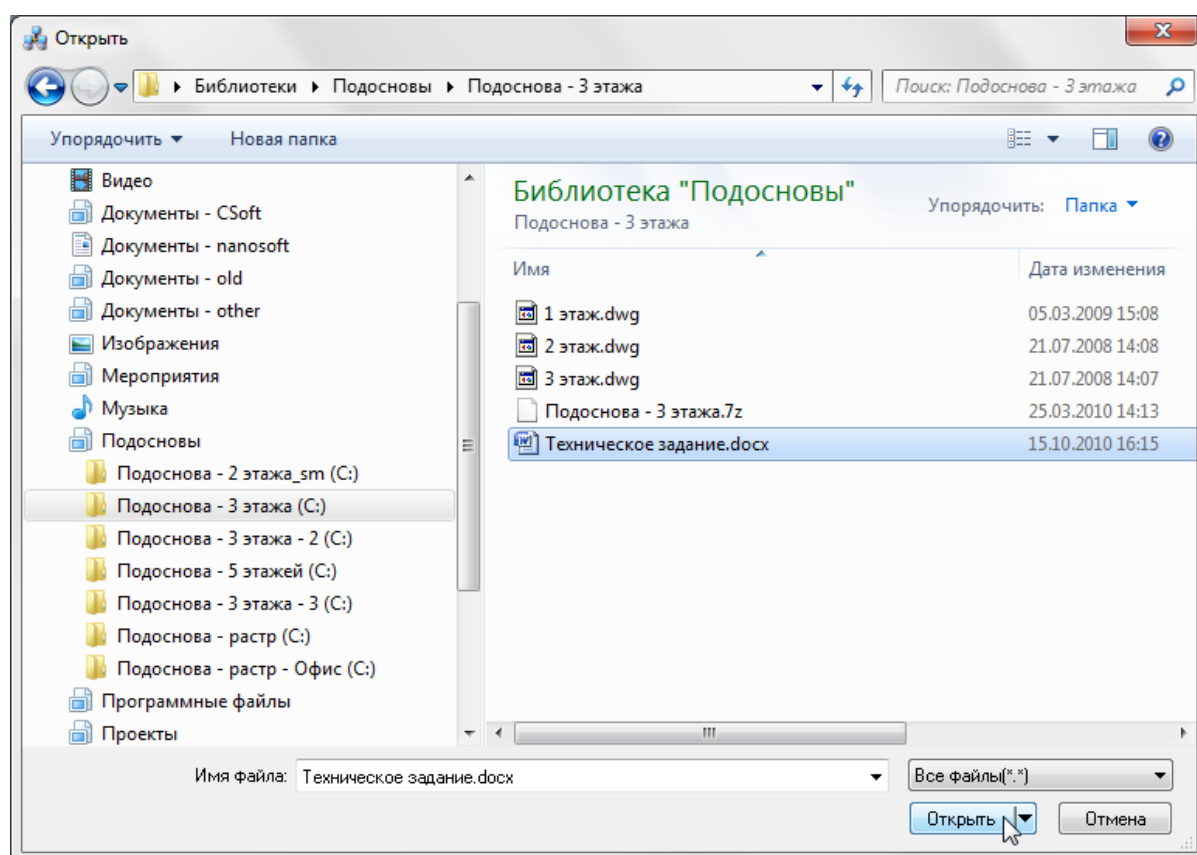 Открыть
Библиотеки ▸ Подосновы ▸ Подоснова - 3 этажа
Поиск: Подоснова - 3 этажа
Упорядочить
Новая папка
Видео
Документы - CSoft
Документы - nanosoft
Документы - old
Документы - other
Изображения
Мероприятия
Музыка
Подосновы
Подоснова - 2 этажа_sm (C:)
Подоснова - 3 этажа (C:)
Подоснова - 3 этажа - 2 (C:)
Подоснова - 5 этажей (C:)
Подоснова - 3 этажа - 3 (C:)
Подоснова - растр (C:)
Подоснова - растр - Офис (C:)
Программные файлы
Проекты
Библиотека "Подосновы"
Подоснова - 3 этажа
Упорядочить: Папка
Имя Дата изменения
1 этаж.dwg 05.03.2009 15:08
2 этаж.dwg 21.07.2008 14:08
3 этаж.dwg 21.07.2008 14:07
Подоснова - 3 этажа.7z 25.03.2010 14:13
Техническое задание.docx 15.10.2010 16:15
Имя файла: Техническое задание.docx
Все файлы(*.*)
Открыть
Отмена